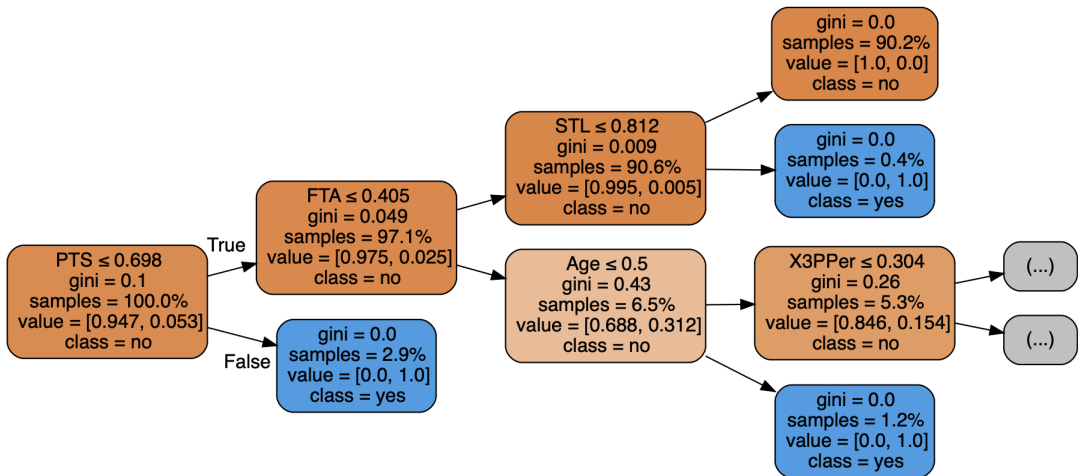 PTS ≤ 0.698
gini = 0.1
samples = 100.0%
value = [0.947, 0.053]
class = no
True
False
FTA ≤ 0.405
gini = 0.049
samples = 97.1%
value = [0.975, 0.025]
class = no
gini = 0.0
samples = 2.9%
value = [0.0, 1.0]
class = yes
STL ≤ 0.812
gini = 0.009
samples = 90.6%
value = [0.995, 0.005]
class = no
Age ≤ 0.5
gini = 0.43
samples = 6.5%
value = [0.688, 0.312]
class = no
gini = 0.0
samples = 90.2%
value = [1.0, 0.0]
class = no
gini = 0.0
samples = 0.4%
value = [0.0, 1.0]
class = yes
X3PPer ≤ 0.304
gini = 0.26
samples = 5.3%
value = [0.846, 0.154]
class = no
gini = 0.0
samples = 1.2%
value = [0.0, 1.0]
class = yes
(...)
(...)